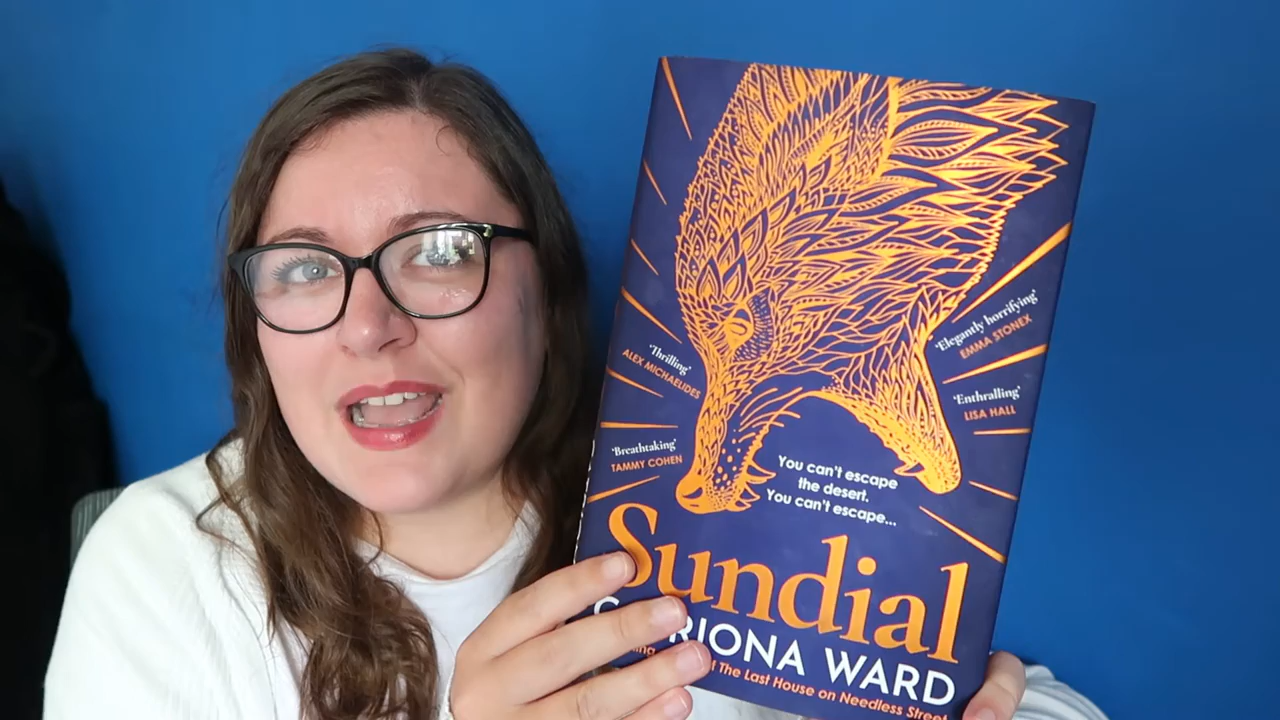 'Elegantly horrifying'
EMMA STONEX
'Thrilling'
ALEX MICHAELIDES
'Enthralling'
LISA HALL
'Breathtaking'
TAMMY COHEN
You can't escape
the desert.
You can't escape...
Sundial
RIONA WARD
The Last House on Needless Street